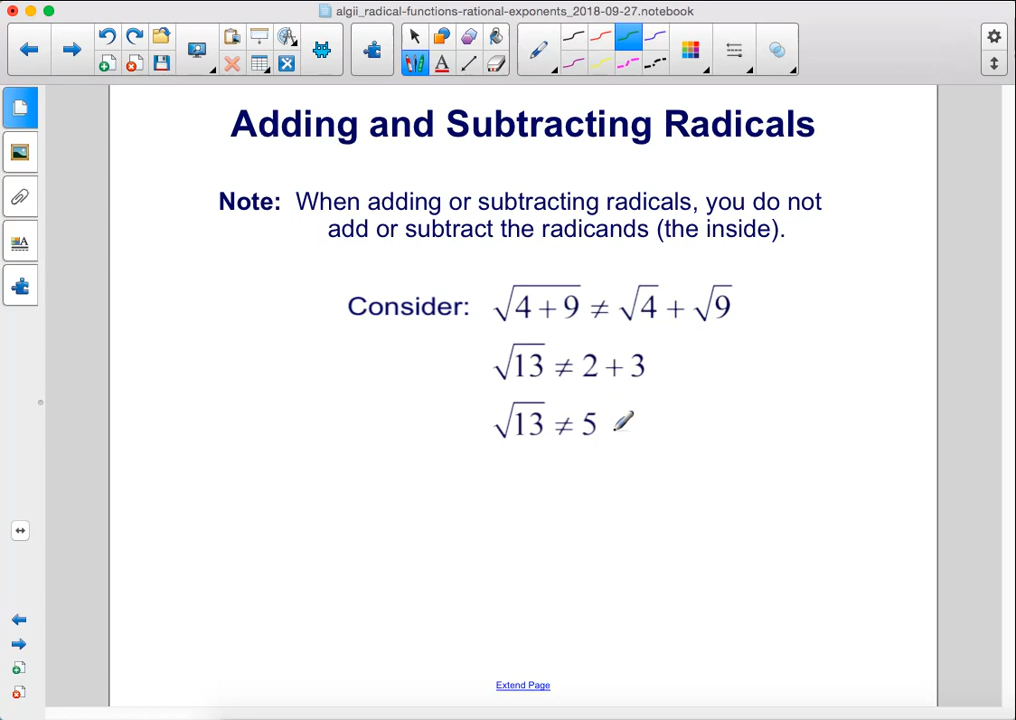 algii_radical-functions-rational-exponents_2018-09-27.notebook
Adding and Subtracting Radicals
Note: When adding or subtracting radicals, you do not
add or subtract the radicands (the inside).
Consider: √(4 + 9) ≠ √4 + √9
√13 ≠ 2 + 3
√13 ≠ 5
Extend Page